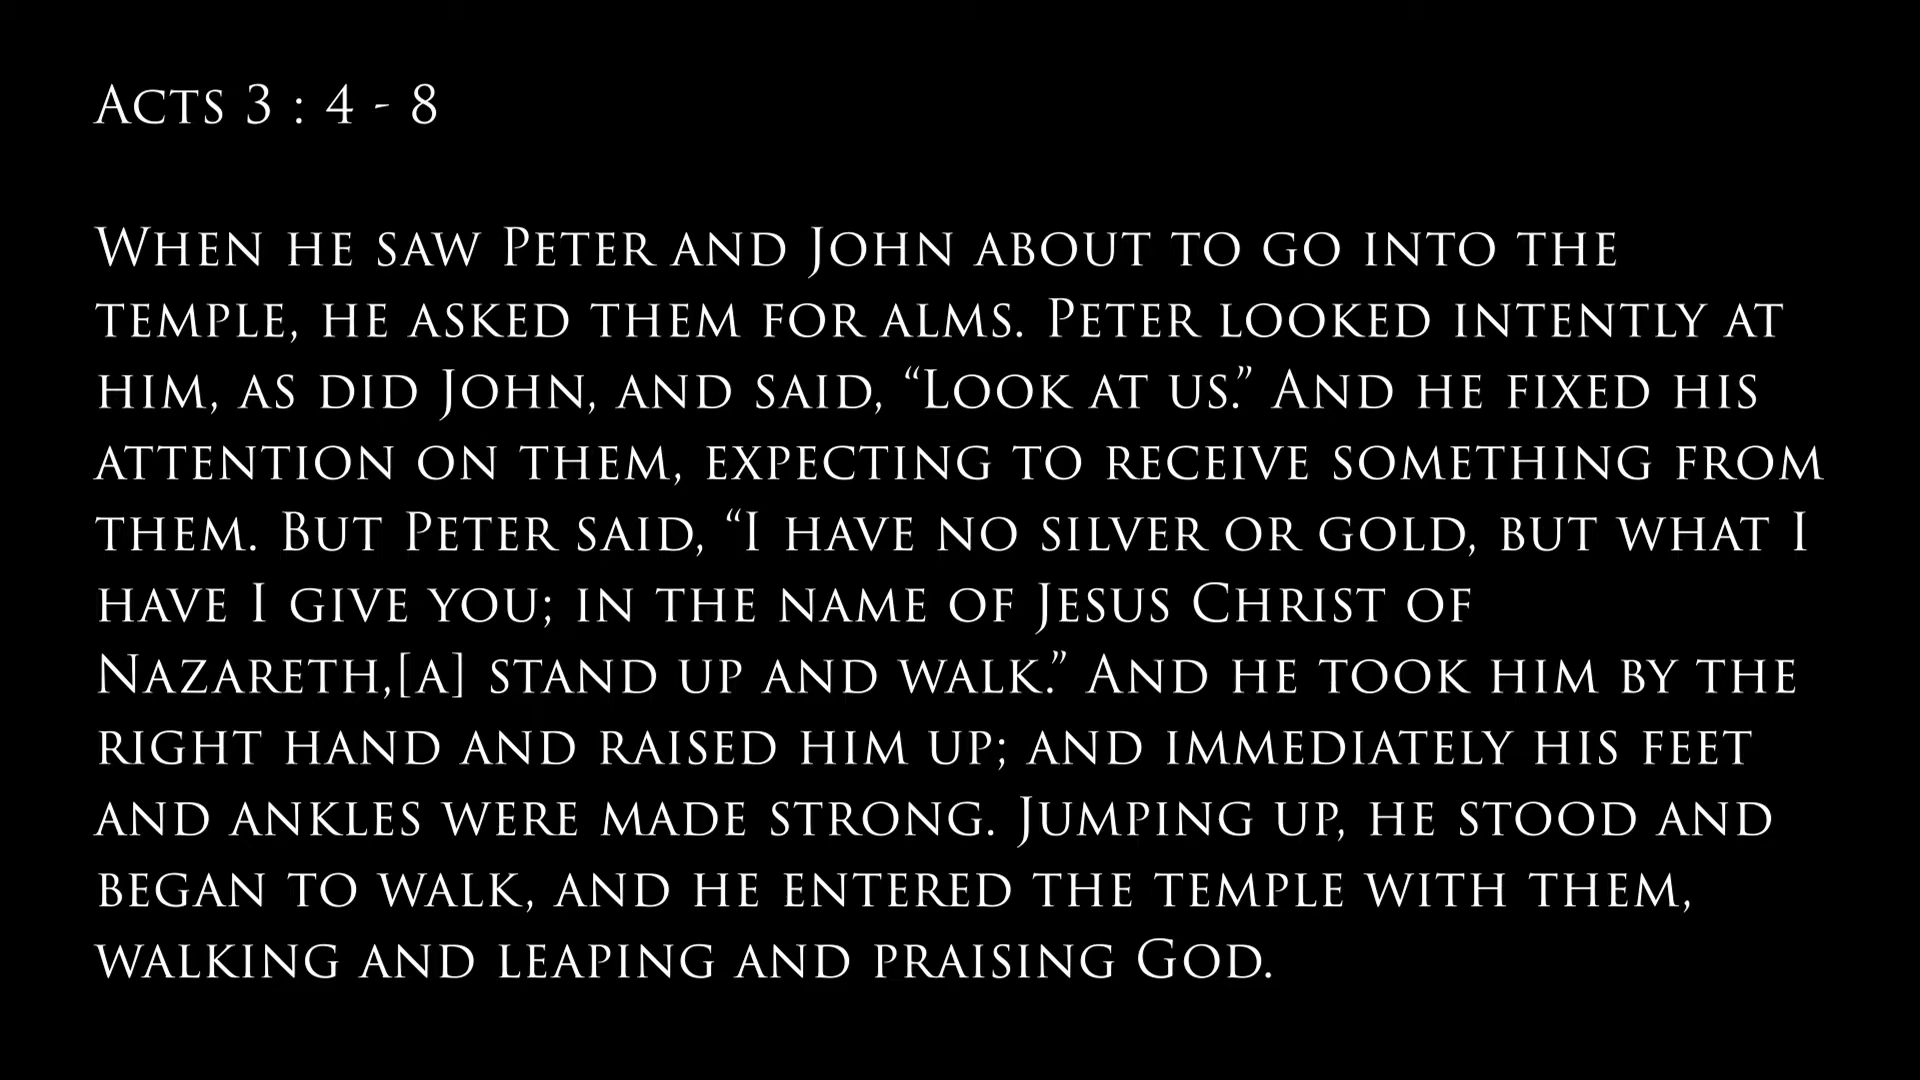 Acts 3 : 4 - 8
When he saw Peter and John about to go into the
temple, he asked them for alms. Peter looked intently at
him, as did John, and said, “Look at us.” And he fixed his
attention on them, expecting to receive something from
them. But Peter said, “I have no silver or gold, but what I
have I give you; in the name of Jesus Christ of
Nazareth,[a] stand up and walk.” And he took him by the
right hand and raised him up; and immediately his feet
and ankles were made strong. Jumping up, he stood and
began to walk, and he entered the temple with them,
walking and leaping and praising God.